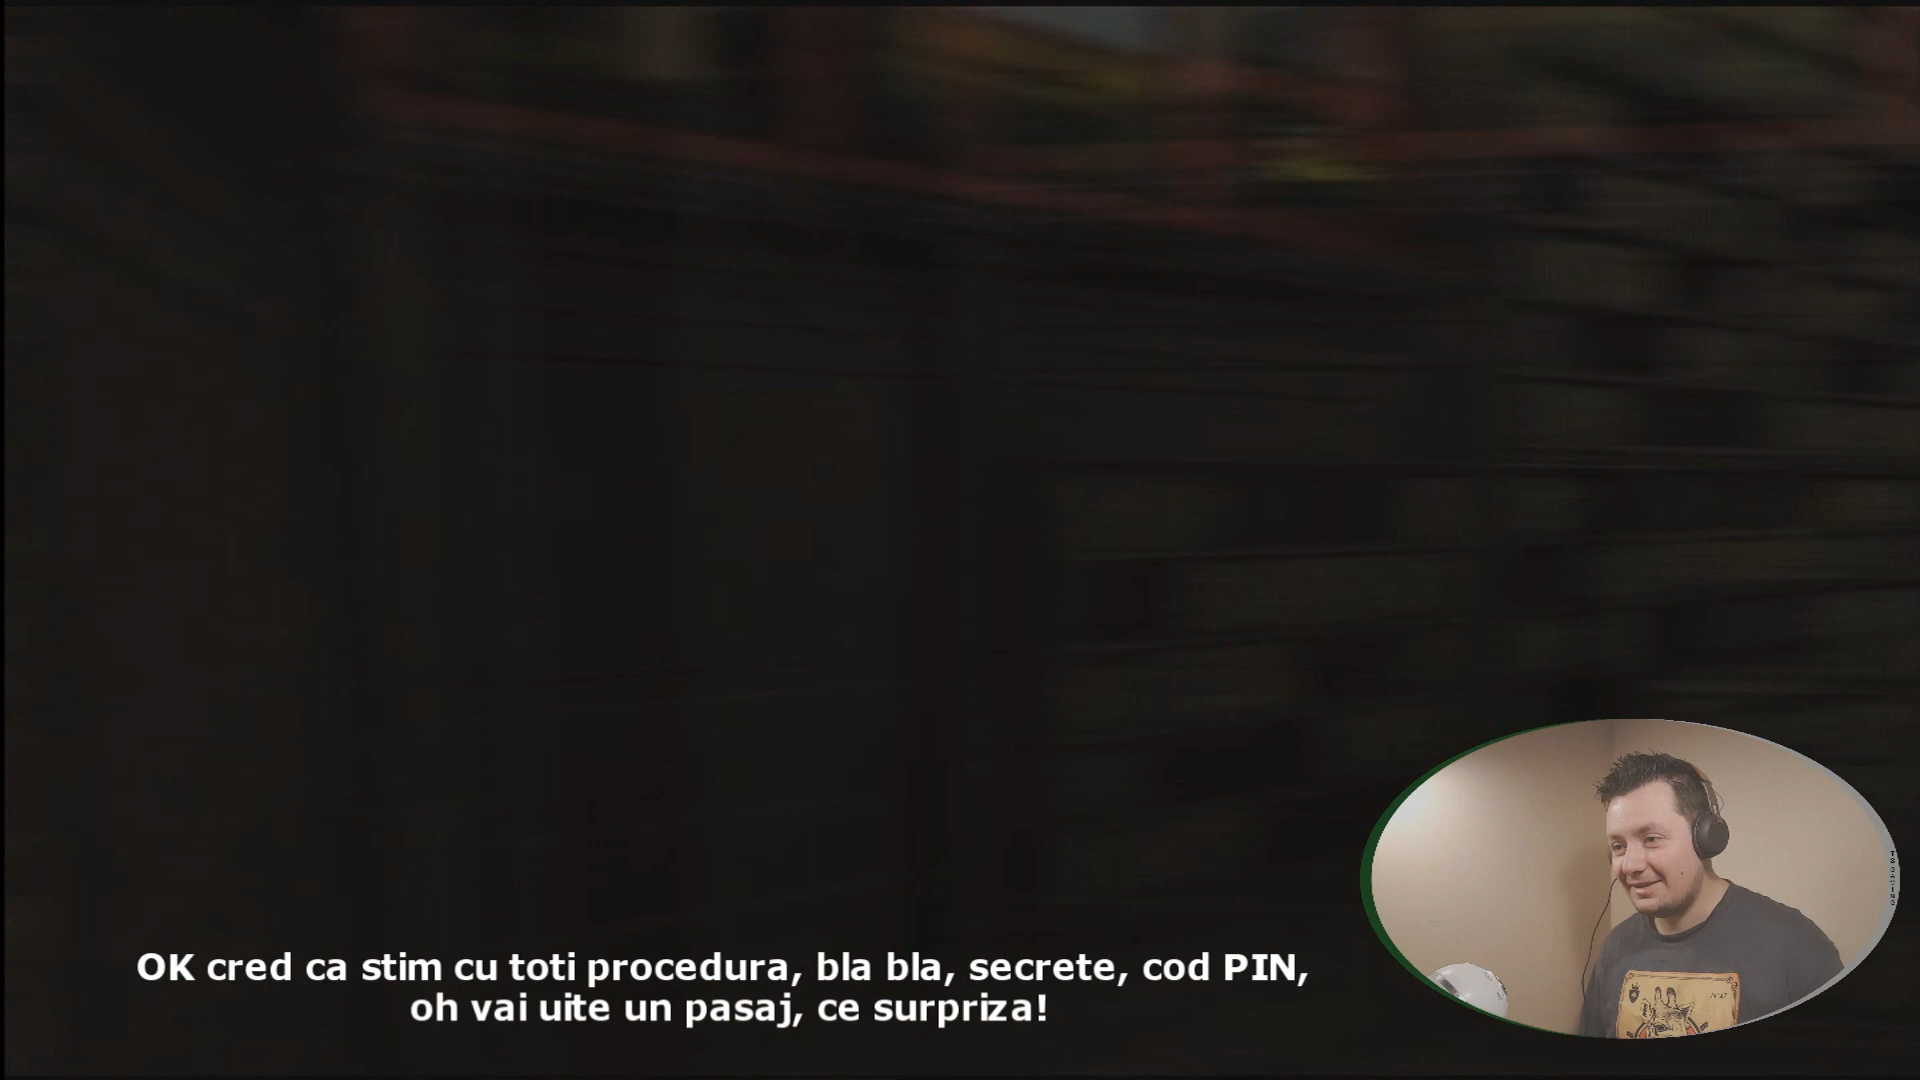 OK cred ca stim cu toti procedura, bla bla, secrete, cod PIN,
oh vai uite un pasaj, ce surpriza!